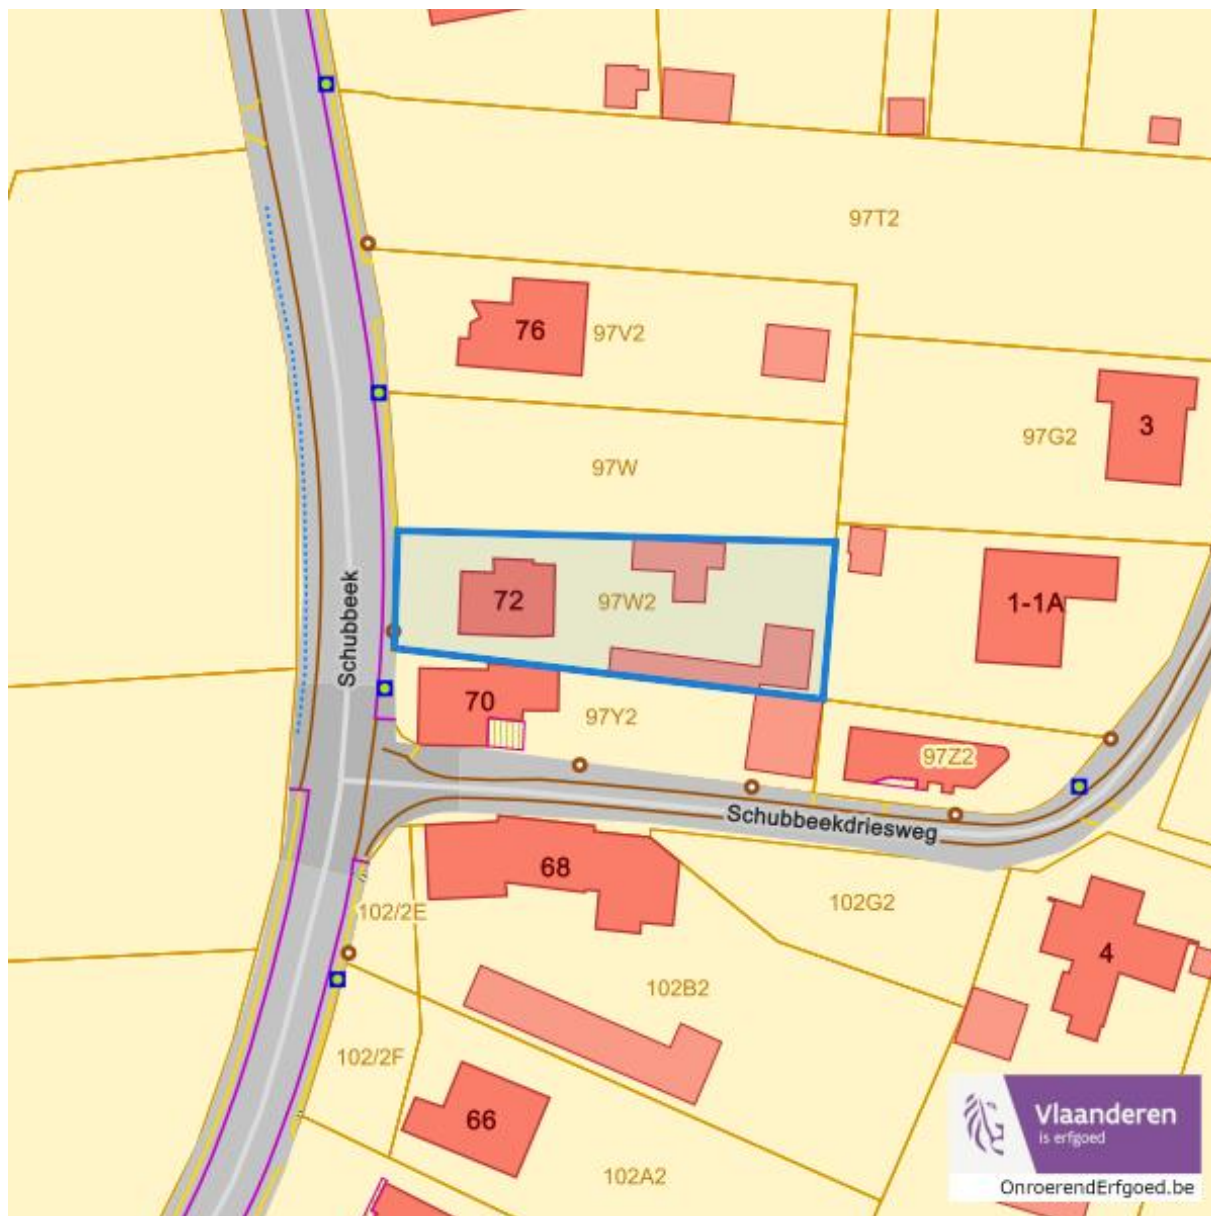 97T2
76
97V2
3
97G2
97W
Schubbeek
72
97W2
1-1A
70
97Y2
97Z2
Schubbeekdriesweg
68
102/2E
102G2
4
102B2
102/2F
66
102A2
Vlaanderen
is erfgoed
OnroerendErfgoed.be